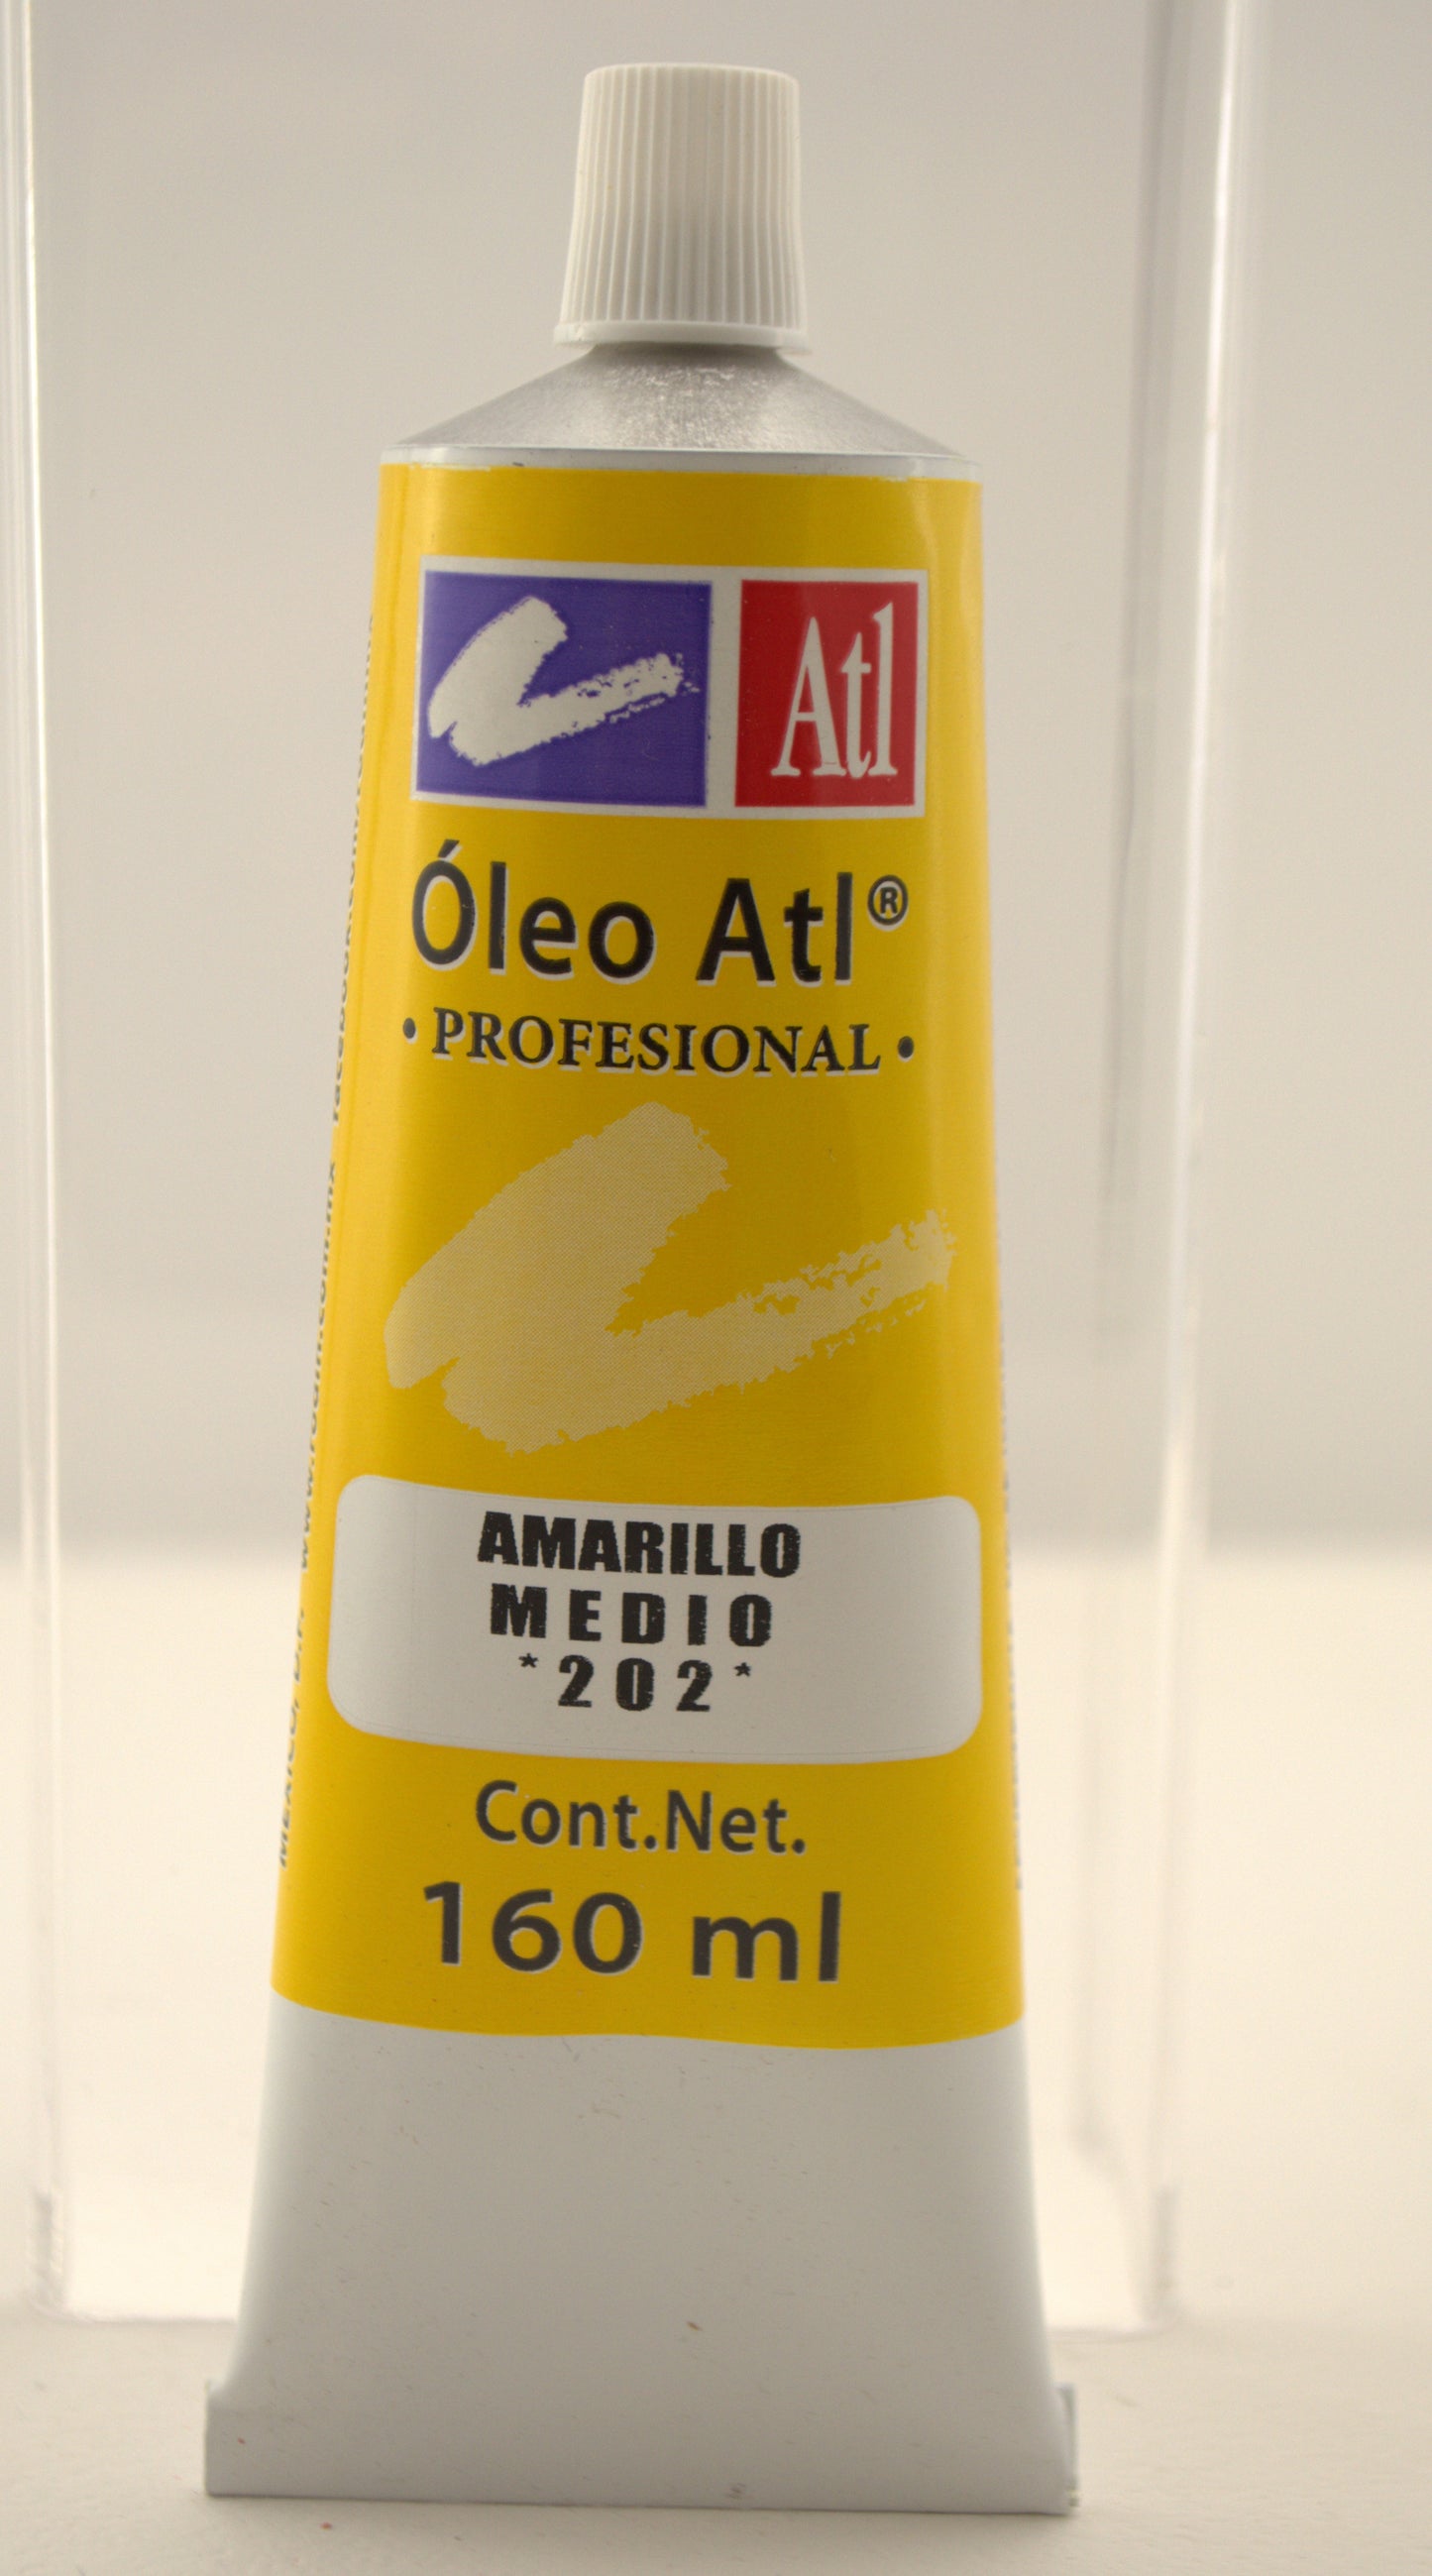 Atl
Óleo Atl®
• PROFESIONAL •
AMARILLO
MEDIO
*202*
Cont.Net.
160 ml